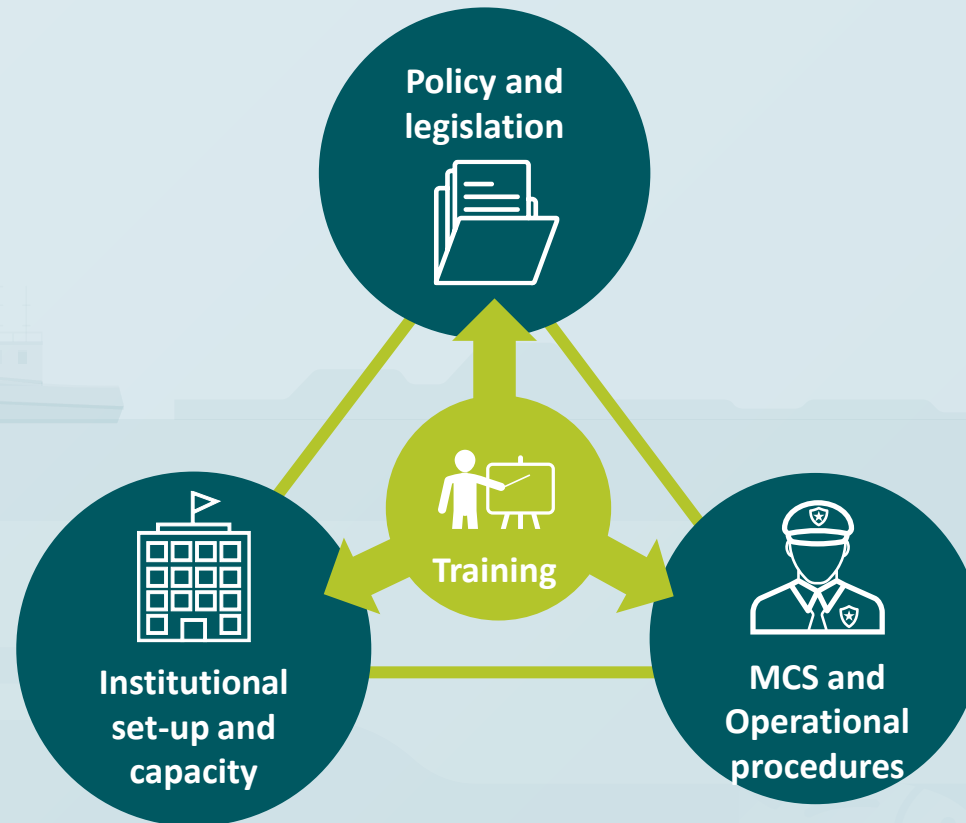 Policy and
legislation
Training
Institutional
set-up and
capacity
MCS and
Operational
procedures